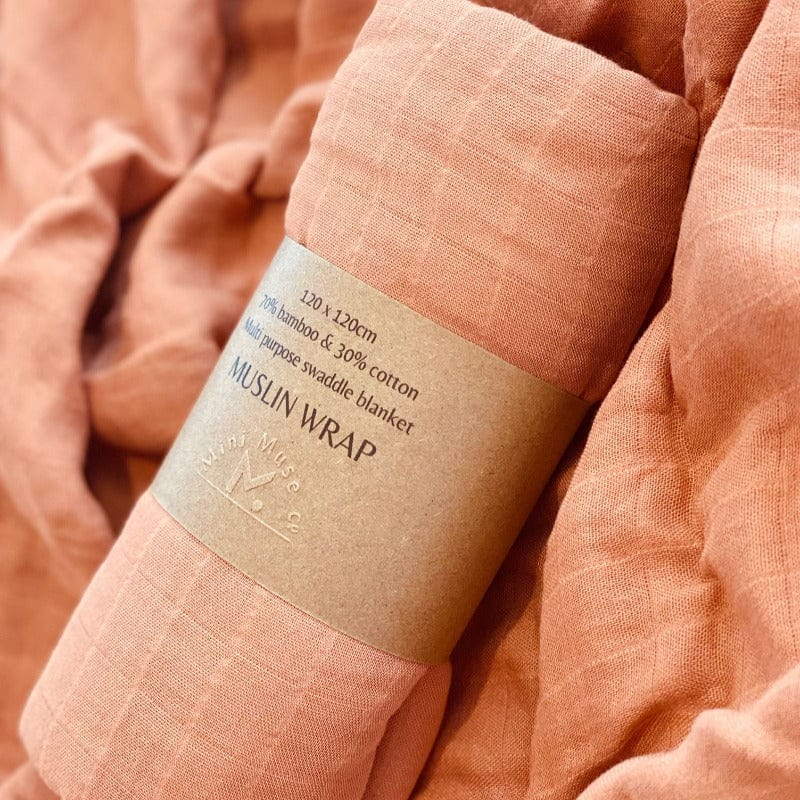 120 x 120cm
70% bamboo & 30% cotton
Multi purpose swaddle blanket
MUSLIN WRAP
Mini Muse Co
M.